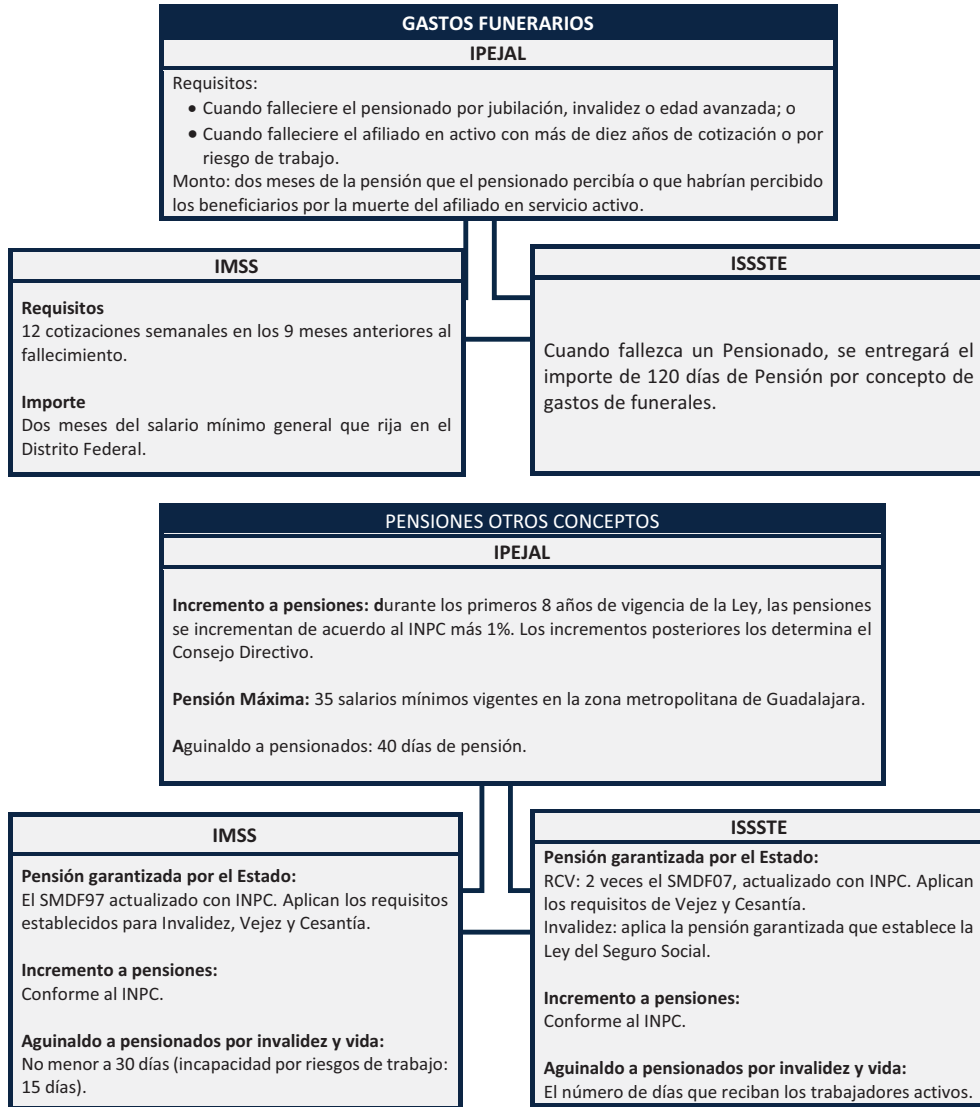 GASTOS FUNERARIOS
IPEJAL
Requisitos:
• Cuando falleciere el pensionado por jubilación, invalidez o edad avanzada; o
• Cuando falleciere el afiliado en activo con más de diez años de cotización o por
riesgo de trabajo.
Monto: dos meses de la pensión que el pensionado percibía o que habrían percibido
los beneficiarios por la muerte del afiliado en servicio activo.
IMSS
Requisitos
12 cotizaciones semanales en los 9 meses anteriores al
fallecimiento.
Importe
Dos meses del salario mínimo general que rija en el
Distrito Federal.
ISSSTE
Cuando fallezca un Pensionado, se entregará el
importe de 120 días de Pensión por concepto de
gastos de funerales.
PENSIONES OTROS CONCEPTOS
IPEJAL
Incremento a pensiones: durante los primeros 8 años de vigencia de la Ley, las pensiones
se incrementan de acuerdo al INPC más 1%. Los incrementos posteriores los determina el
Consejo Directivo.
Pensión Máxima: 35 salarios mínimos vigentes en la zona metropolitana de Guadalajara.
Aguinaldo a pensionados: 40 días de pensión.
IMSS
Pensión garantizada por el Estado:
El SMDF97 actualizado con INPC. Aplican los requisitos
establecidos para Invalidez, Vejez y Cesantía.
Incremento a pensiones:
Conforme al INPC.
Aguinaldo a pensionados por invalidez y vida:
No menor a 30 días (incapacidad por riesgos de trabajo:
15 días).
ISSSTE
Pensión garantizada por el Estado:
RCV: 2 veces el SMDF07, actualizado con INPC. Aplican
los requisitos de Vejez y Cesantía.
Invalidez: aplica la pensión garantizada que establece la
Ley del Seguro Social.
Incremento a pensiones:
Conforme al INPC.
Aguinaldo a pensionados por invalidez y vida:
El número de días que reciban los trabajadores activos.